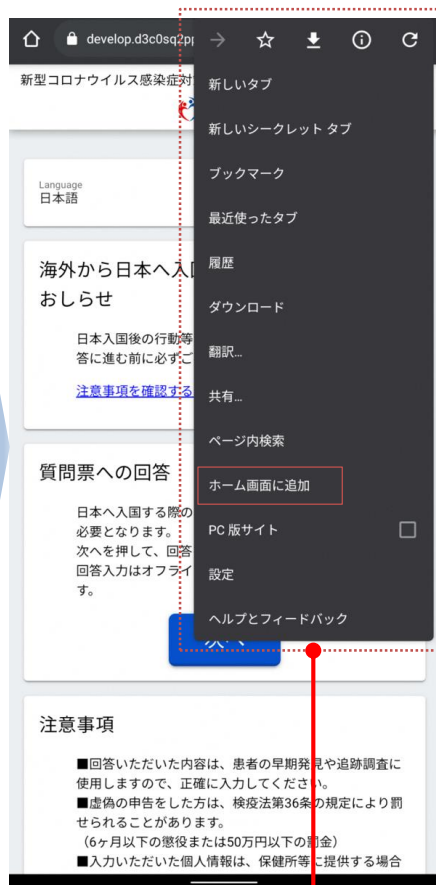 develop.d3c0sq2p
新型コロナウイルス感染症対
新しいタブ
新しいシークレット タブ
ブックマーク
最近使ったタブ
履歴
ダウンロード
翻訳...
共有...
ページ内検索
ホーム画面に追加
PC 版サイト
設定
ヘルプとフィードバック
Language
日本語
海外から日本へ入
おしらせ
日本入国後の行動等
答に進む前に必ずご
注意事項を確認する
質問票への回答
日本へ入国する際の
必要となります。
次へを押して、回答
回答入力はオフライ
す。
次へ
注意事項
■回答いただいた内容は、患者の早期発見や追跡調査に
使用しますので、正確に入力してください。
■虚偽の申告をした方は、検疫法第36条の規定により罰
せられることがあります。
（6ヶ月以下の懲役または50万円以下の罰金）
■入力いただいた個人情報は、保健所等に提供する場合